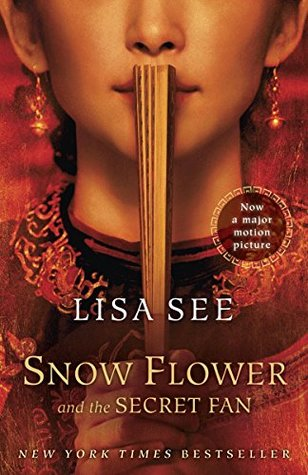 Now
a major
motion
picture
LISA SEE
SNOW FLOWER
and the SECRET FAN
NEW YORK TIMES BESTSELLER